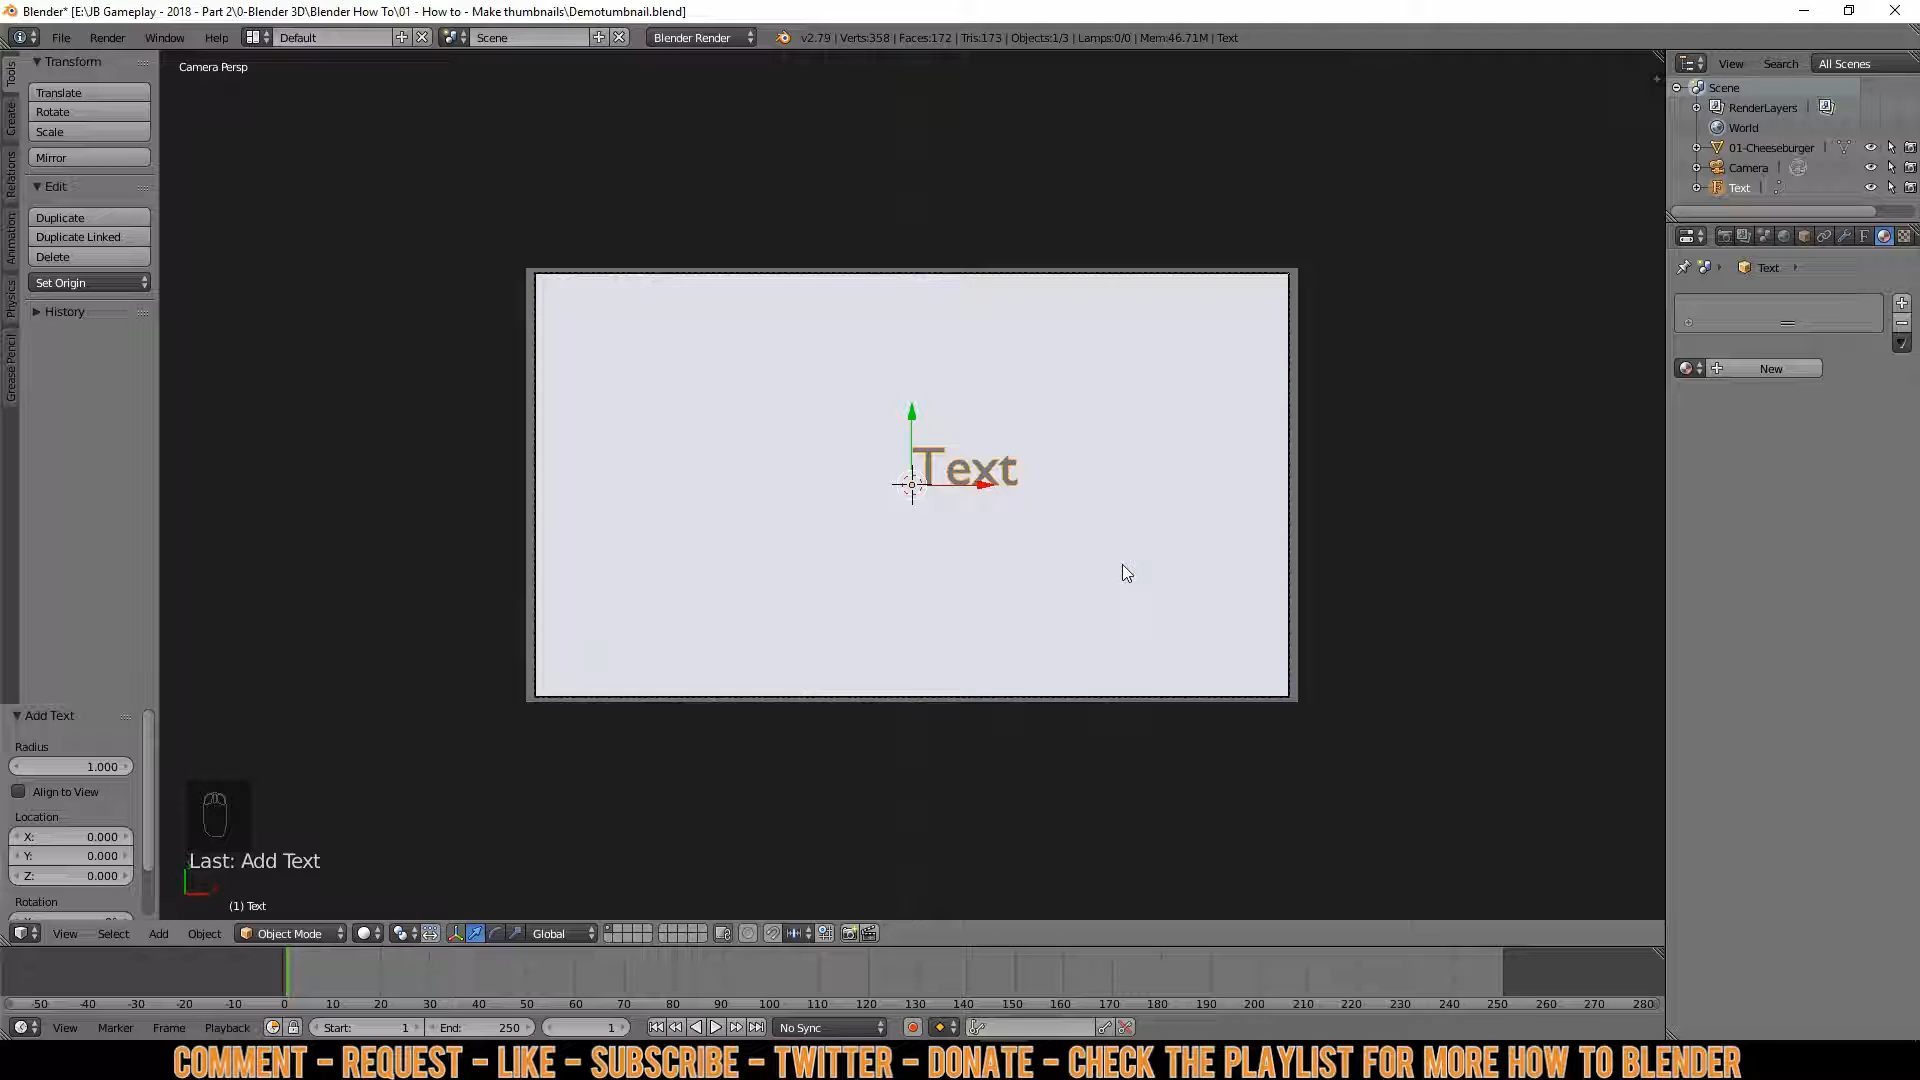 Blender* [E:\JB Gameplay - 2018 - Part 2\0-Blender 3D\Blender How To\01 - How to - Make thumbnails\Demotumbnail.blend]
File Render Window Help Default Scene Blender Render v2.79 | Verts:358 | Faces:172 | Tris:173 | Objects:1/3 | Lamps:0/0 | Mem:46.71M | Text
Tools
Create
Relations
Animation
Physics
Grease Pencil
Transform
Translate
Rotate
Scale
Mirror
Edit
Duplicate
Duplicate Linked
Delete
Set Origin
History
Add Text
Radius
1.000
Align to View
Location
X: 0.000
Y: 0.000
Z: 0.000
Rotation
Camera Persp
Text
Last: Add Text
(1) Text
View Search All Scenes
Scene
RenderLayers
World
01-Cheeseburger
Camera
Text
Text
New
View Select Add Object Object Mode Global
-50 -40 -30 -20 -10 0 10 20 30 40 50 60 70 80 90 100 110 120 130 140 150 160 170 180 190 200 210 220 230 240 250 260 270 280
View Marker Frame Playback Start: 1 End: 250 1 No Sync
COMMENT - REQUEST - LIKE - SUBSCRIBE - TWITTER - DONATE - CHECK THE PLAYLIST FOR MORE HOW TO BLENDER